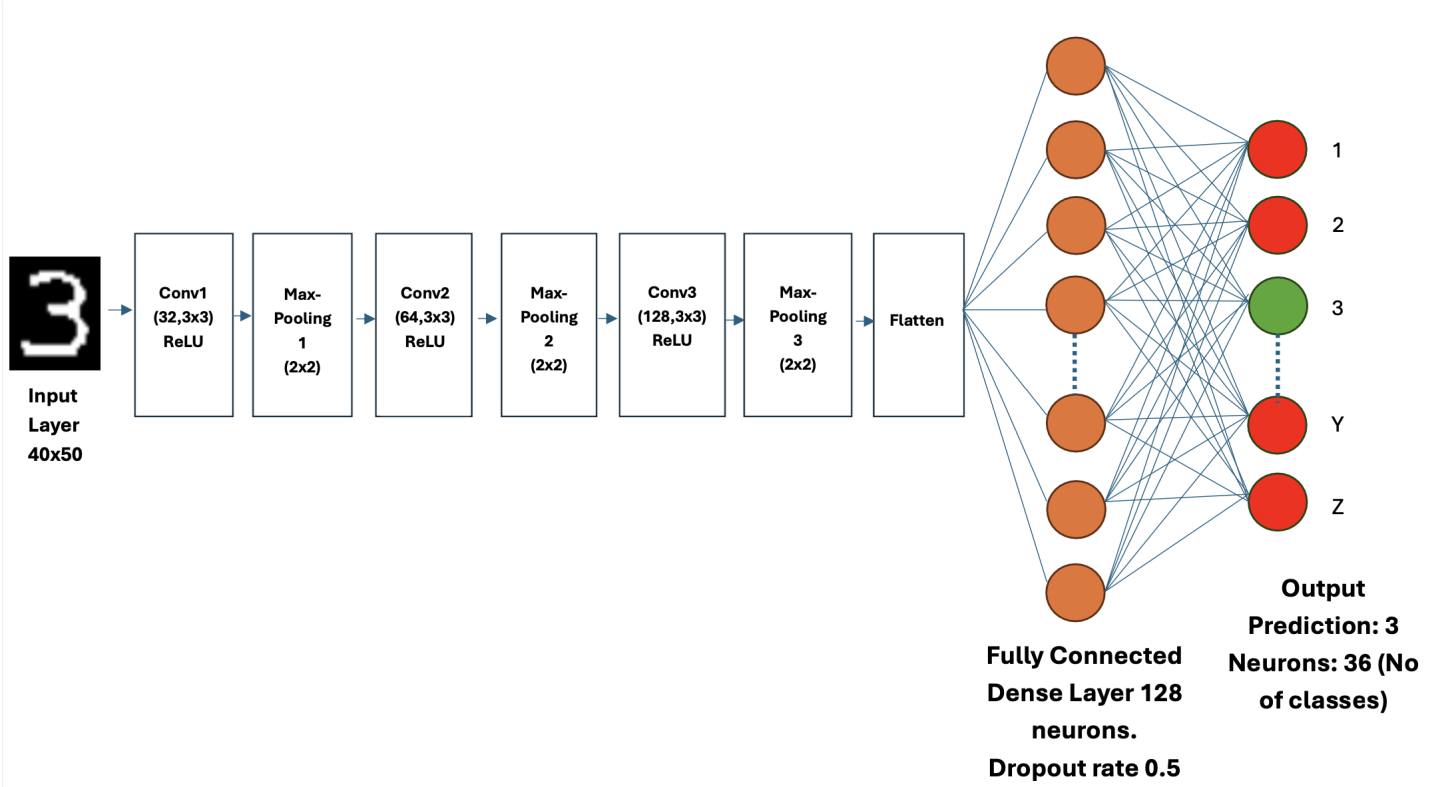 3
Input
Layer
40x50
Conv1
(32,3x3)
ReLU
Max-
Pooling
1
(2x2)
Conv2
(64,3x3)
ReLU
Max-
Pooling
2
(2x2)
Conv3
(128,3x3)
ReLU
Max-
Pooling
3
(2x2)
Flatten
Fully Connected
Dense Layer 128
neurons.
Dropout rate 0.5
1
2
3
Y
Z
Output
Prediction: 3
Neurons: 36 (No
of classes)